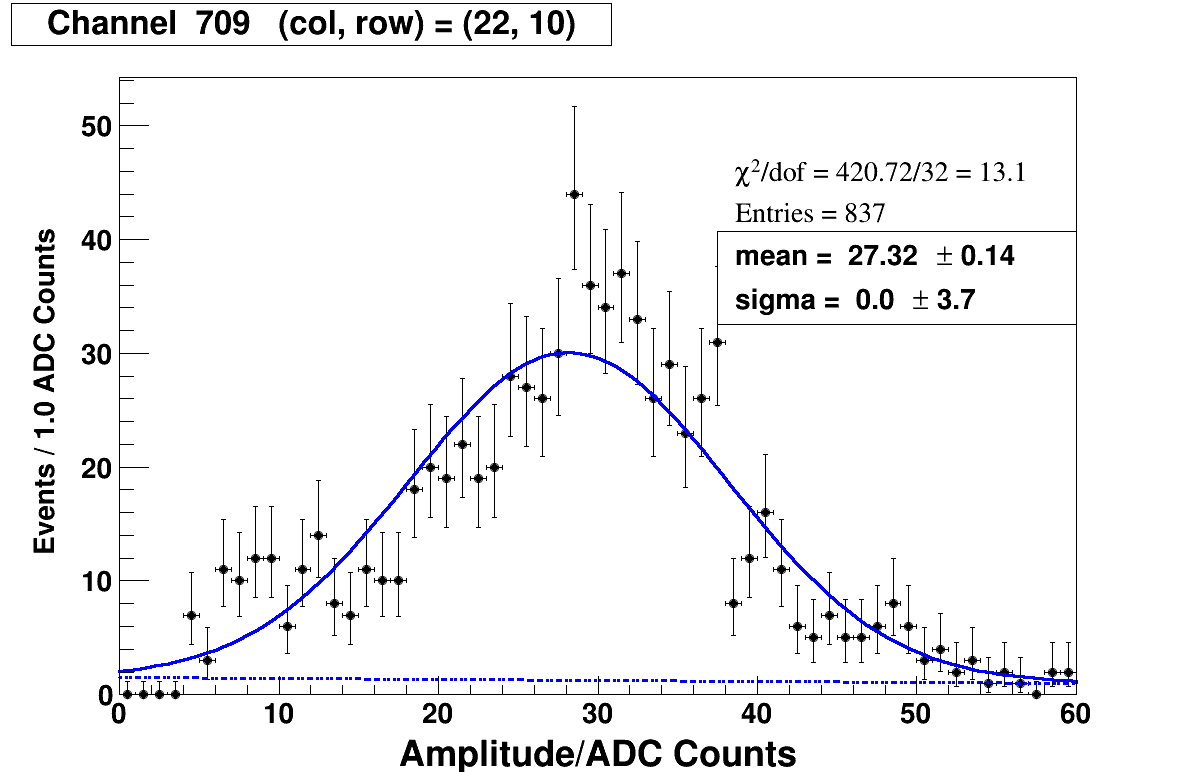 Channel 709 (col, row) = (22, 10)
χ²/dof = 420.72/32 = 13.1
Entries = 837
mean = 27.32 ± 0.14
sigma = 0.0 ± 3.7
Events / 1.0 ADC Counts
50
40
30
20
10
0
0 10 20 30 40 50 60
Amplitude/ADC Counts